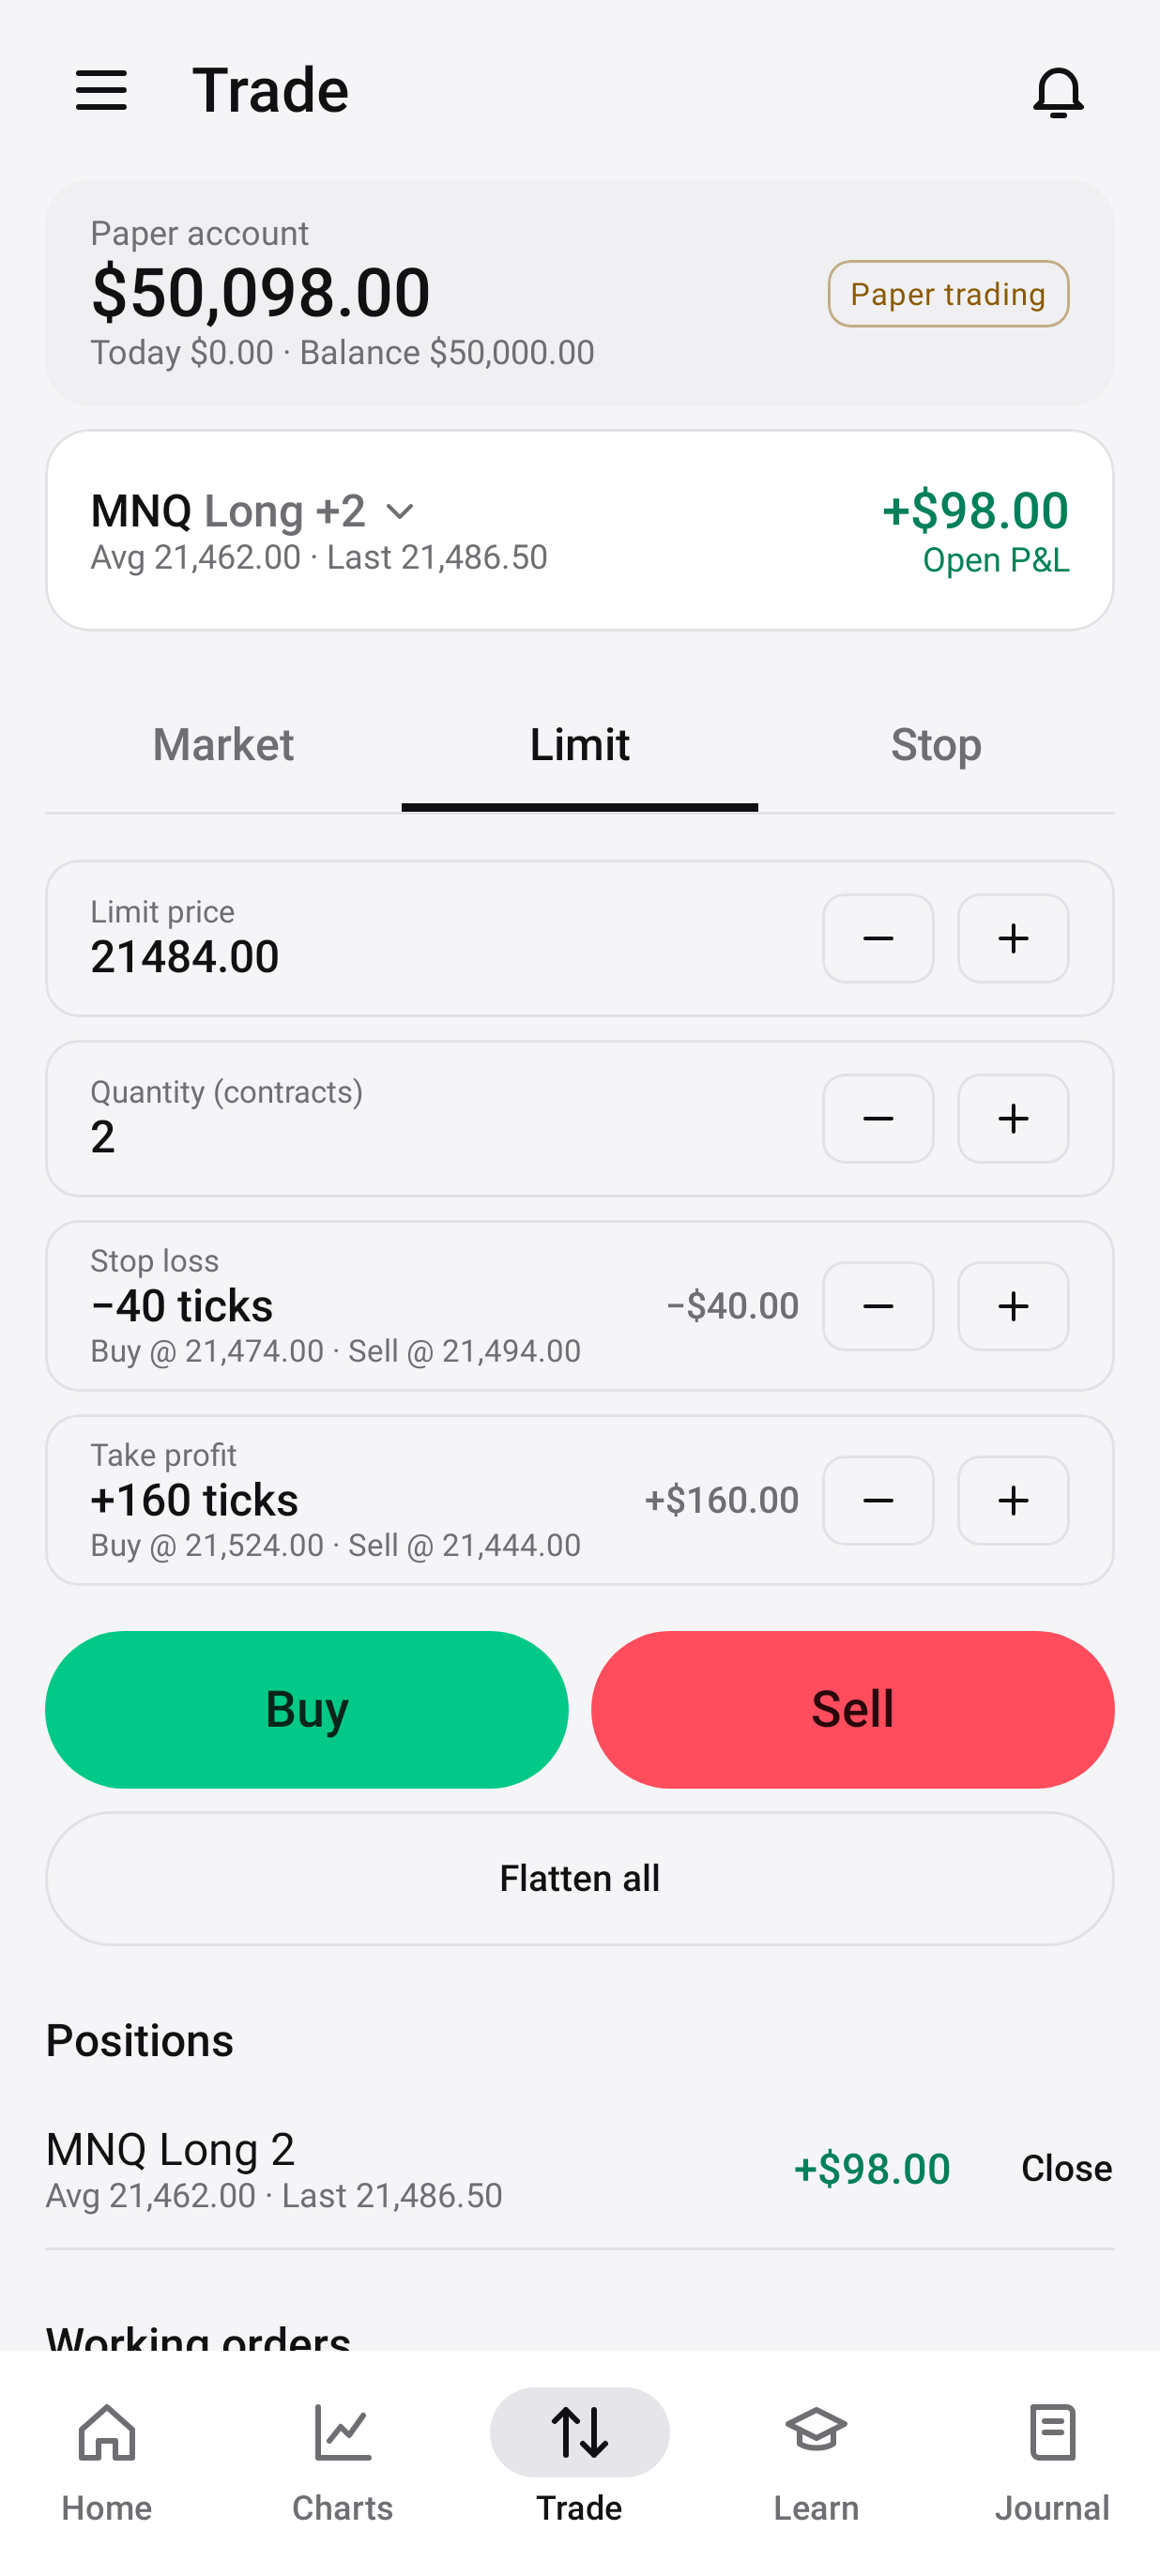 Trade
Paper account
$50,098.00
Paper trading
Today $0.00 · Balance $50,000.00
MNQ Long +2
+$98.00
Avg 21,462.00 · Last 21,486.50
Open P&L
Market
Limit
Stop
Limit price
21484.00
Quantity (contracts)
2
Stop loss
−40 ticks
−$40.00
Buy @ 21,474.00 · Sell @ 21,494.00
Take profit
+160 ticks
+$160.00
Buy @ 21,524.00 · Sell @ 21,444.00
Buy
Sell
Flatten all
Positions
MNQ Long 2
+$98.00
Close
Avg 21,462.00 · Last 21,486.50
Working orders
Home
Charts
Trade
Learn
Journal